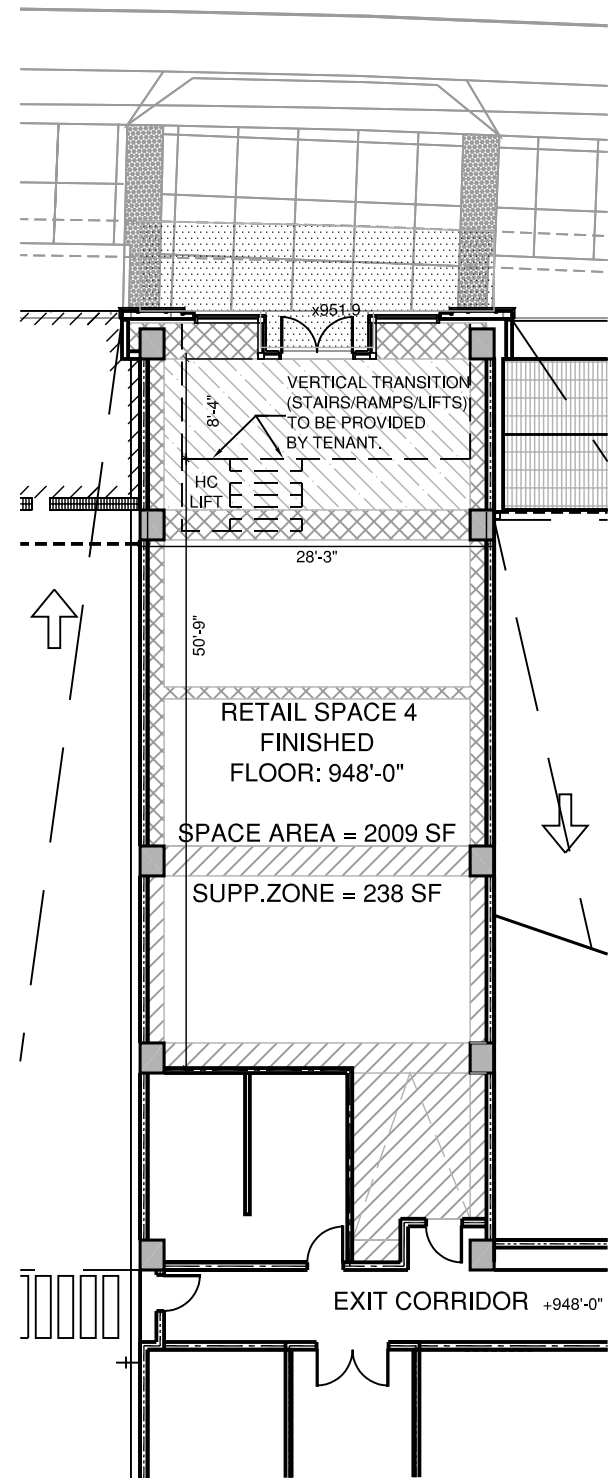 x951.9
VERTICAL TRANSITION
(STAIRS/RAMPS/LIFTS)
TO BE PROVIDED
BY TENANT.
8'-4"
HC
LIFT
28'-3"
50'-9"
RETAIL SPACE 4
FINISHED
FLOOR: 948'-0"
SPACE AREA = 2009 SF
SUPP.ZONE = 238 SF
EXIT CORRIDOR +948'-0"